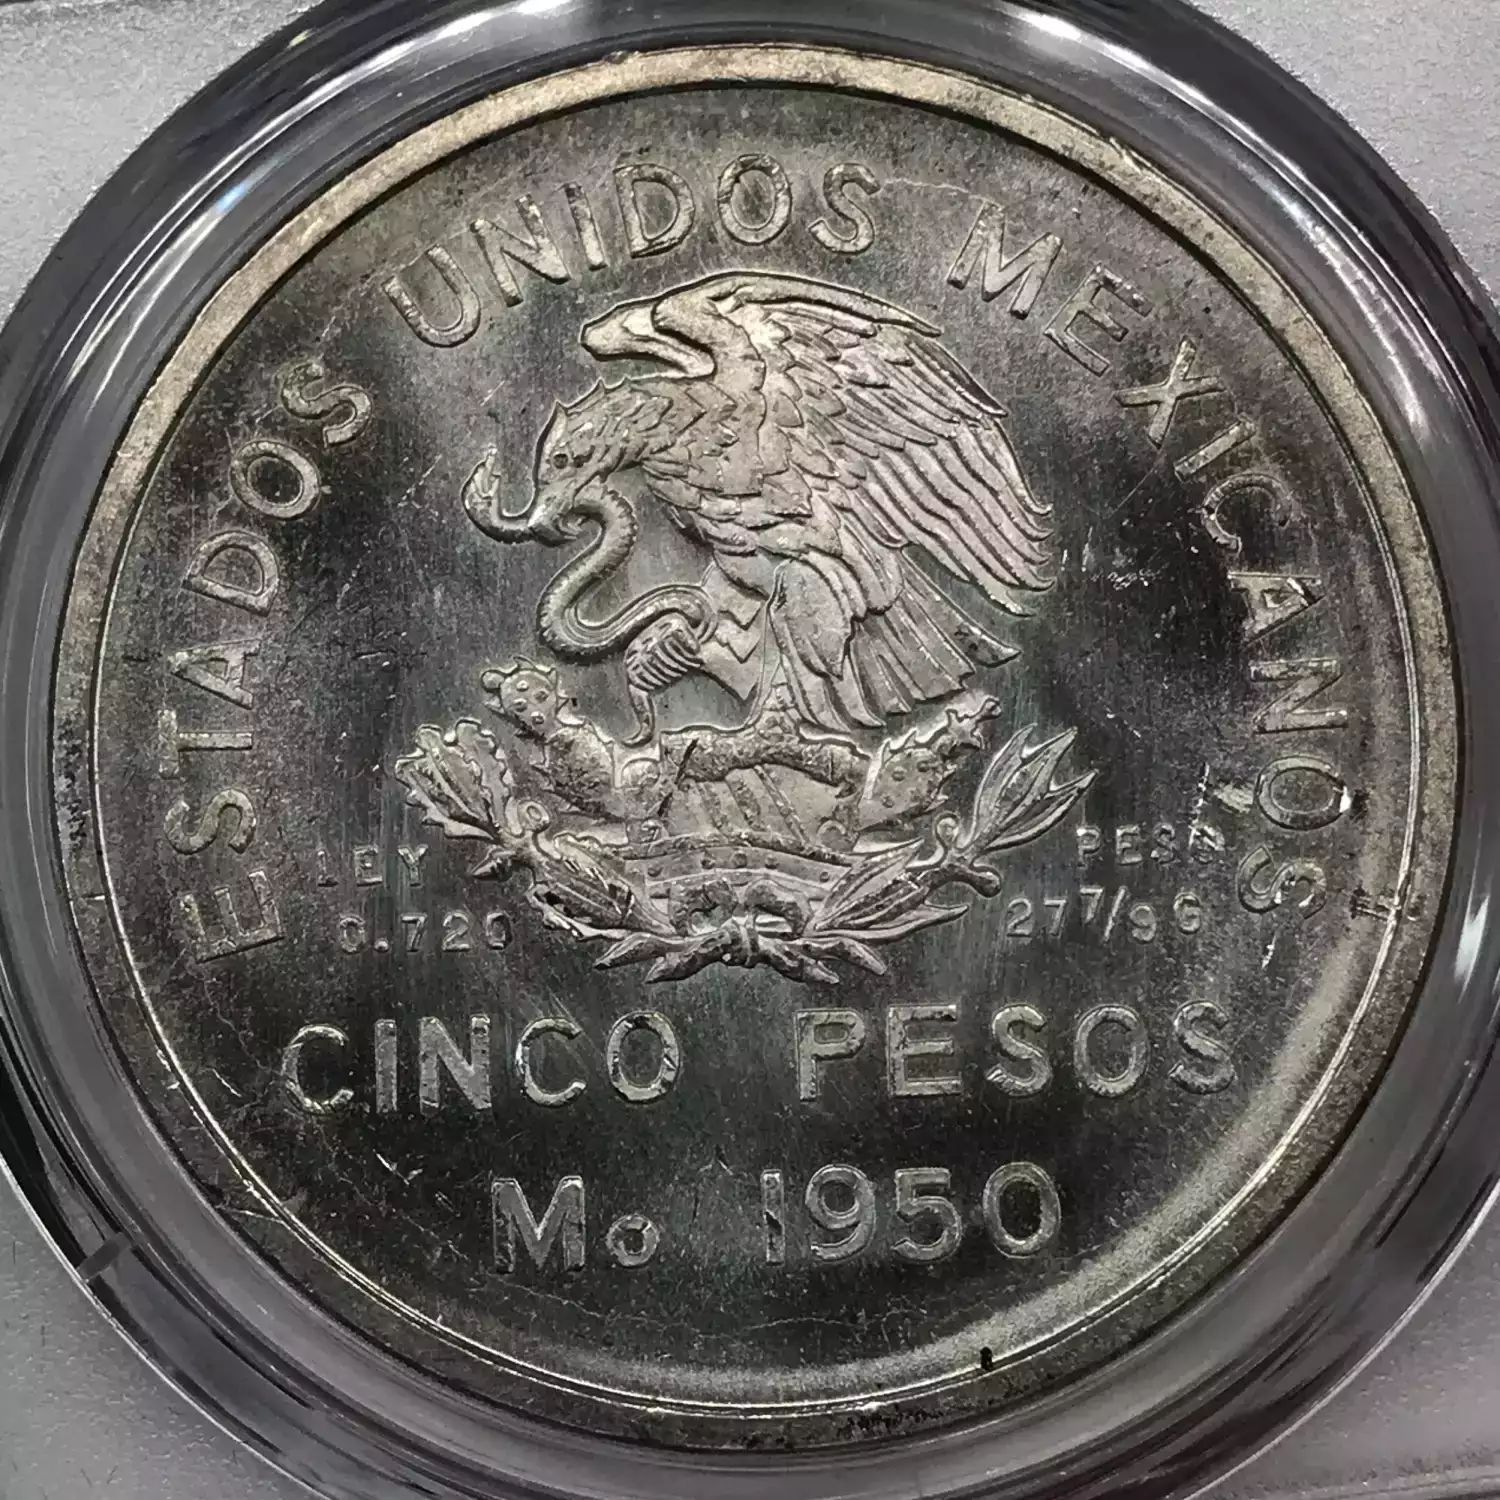 ESTADOS UNIDOS MEXICANOS
LEY
0.720
PESO
27 7/9 G
CINCO PESOS
Mo 1950